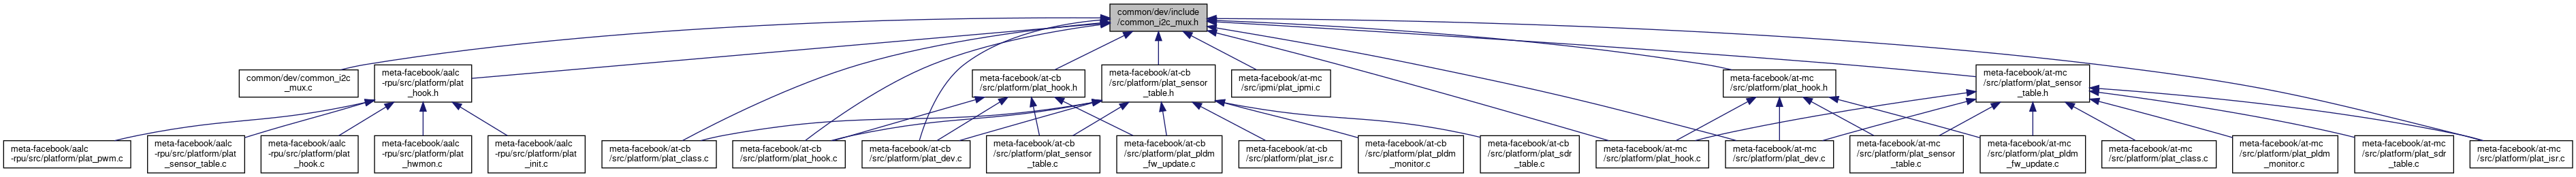 common/dev/include
/common_i2c_mux.h
common/dev/common_i2c
_mux.c
meta-facebook/aalc
-rpu/src/platform/plat
_hook.h
meta-facebook/at-cb
/src/platform/plat_hook.h
meta-facebook/at-cb
/src/platform/plat_sensor
_table.h
meta-facebook/at-mc
/src/ipmi/plat_ipmi.c
meta-facebook/at-mc
/src/platform/plat_hook.h
meta-facebook/at-mc
/src/platform/plat_sensor
_table.h
meta-facebook/aalc
-rpu/src/platform/plat_pwm.c
meta-facebook/aalc
-rpu/src/platform/plat
_sensor_table.c
meta-facebook/aalc
-rpu/src/platform/plat
_hook.c
meta-facebook/aalc
-rpu/src/platform/plat
_hwmon.c
meta-facebook/aalc
-rpu/src/platform/plat
_init.c
meta-facebook/at-cb
/src/platform/plat_class.c
meta-facebook/at-cb
/src/platform/plat_hook.c
meta-facebook/at-cb
/src/platform/plat_dev.c
meta-facebook/at-cb
/src/platform/plat_sensor
_table.c
meta-facebook/at-cb
/src/platform/plat_pldm
_fw_update.c
meta-facebook/at-cb
/src/platform/plat_isr.c
meta-facebook/at-cb
/src/platform/plat_pldm
_monitor.c
meta-facebook/at-cb
/src/platform/plat_sdr
_table.c
meta-facebook/at-mc
/src/platform/plat_hook.c
meta-facebook/at-mc
/src/platform/plat_dev.c
meta-facebook/at-mc
/src/platform/plat_sensor
_table.c
meta-facebook/at-mc
/src/platform/plat_pldm
_fw_update.c
meta-facebook/at-mc
/src/platform/plat_class.c
meta-facebook/at-mc
/src/platform/plat_pldm
_monitor.c
meta-facebook/at-mc
/src/platform/plat_sdr
_table.c
meta-facebook/at-mc
/src/platform/plat_isr.c